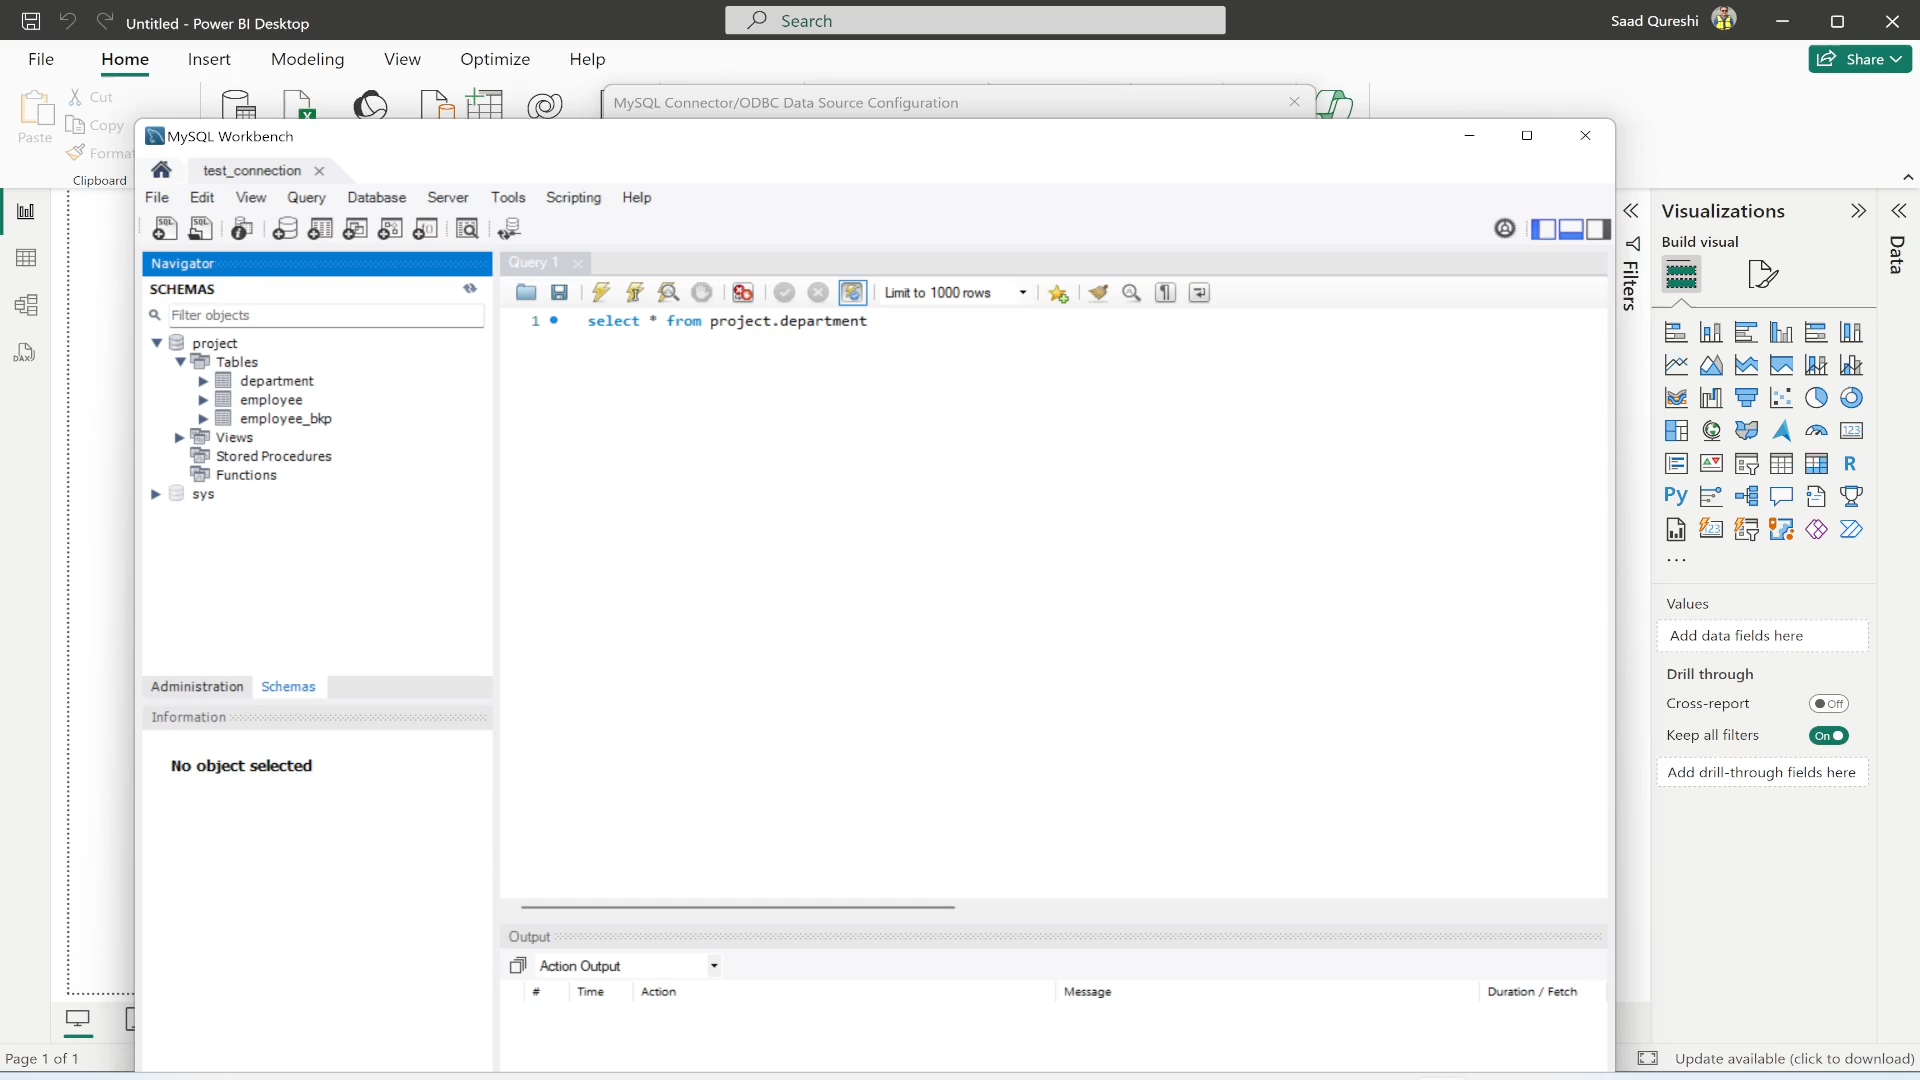 Untitled - Power BI Desktop
Search
Saad Qureshi
File Home Insert Modeling View Optimize Help
Share
Paste
Cut
Copy
Format
Clipboard
MySQL Connector/ODBC Data Source Configuration
MySQL Workbench
test_connection
File Edit View Query Database Server Tools Scripting Help
Navigator
SCHEMAS
Filter objects
project
Tables
department
employee
employee_bkp
Views
Stored Procedures
Functions
sys
Administration Schemas
Information
No object selected
Query 1
Limit to 1000 rows
1 select * from project.department
Output
Action Output
# Time Action Message Duration / Fetch
Filters
Visualizations
Build visual
Data
123
R
Py
123
...
Values
Add data fields here
Drill through
Cross-report Off
Keep all filters On
Add drill-through fields here
DAX
Page 1 of 1
Update available (click to download)